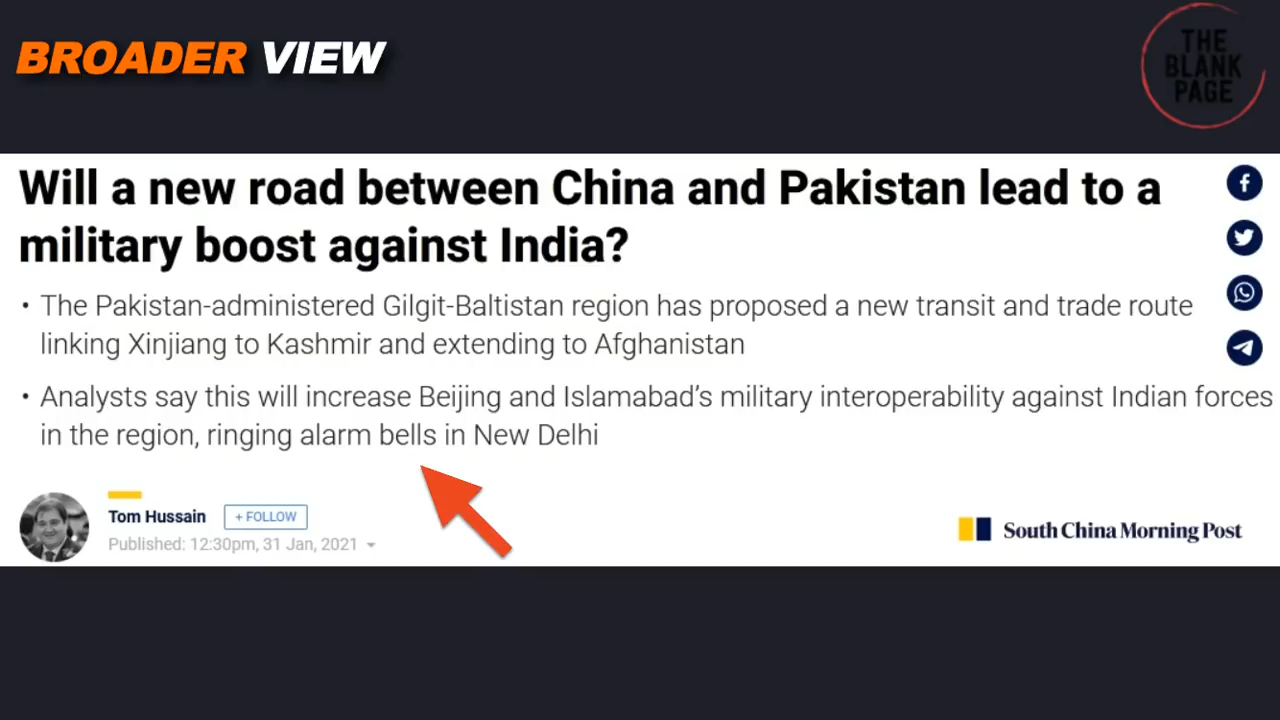 BROADER VIEW
THE
BLANK
PAGE
Will a new road between China and Pakistan lead to a
military boost against India?
• The Pakistan-administered Gilgit-Baltistan region has proposed a new transit and trade route
linking Xinjiang to Kashmir and extending to Afghanistan
• Analysts say this will increase Beijing and Islamabad’s military interoperability against Indian forces
in the region, ringing alarm bells in New Delhi
Tom Hussain + FOLLOW
Published: 12:30pm, 31 Jan, 2021
South China Morning Post